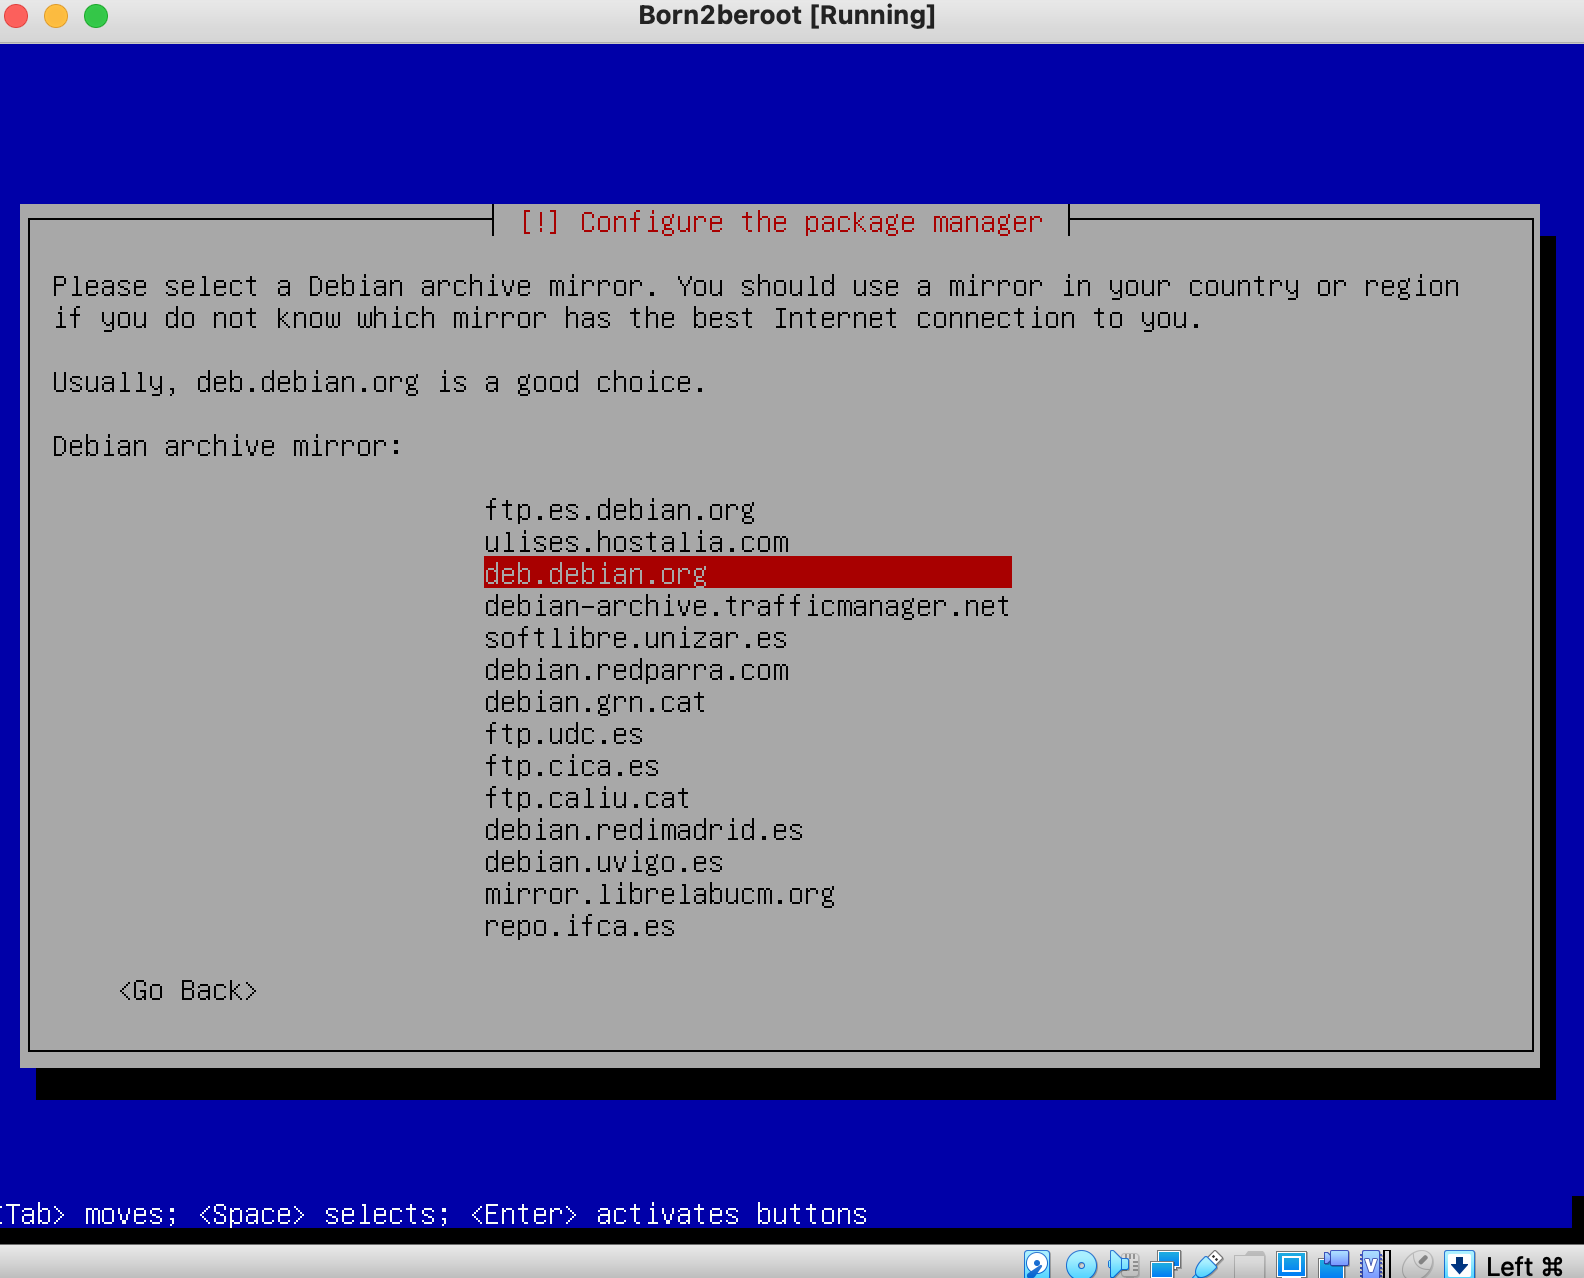 Born2beroot [Running]
[!] Configure the package manager
Please select a Debian archive mirror. You should use a mirror in your country or region
if you do not know which mirror has the best Internet connection to you.
Usually, deb.debian.org is a good choice.
Debian archive mirror:
ftp.es.debian.org
ulises.hostalia.com
deb.debian.org
debian-archive.trafficmanager.net
softlibre.unizar.es
debian.redparra.com
debian.grn.cat
ftp.udc.es
ftp.cica.es
ftp.caliu.cat
debian.redimadrid.es
debian.uvigo.es
mirror.librelabucm.org
repo.ifca.es
<Go Back>
<Tab> moves; <Space> selects; <Enter> activates buttons
Left ⌘